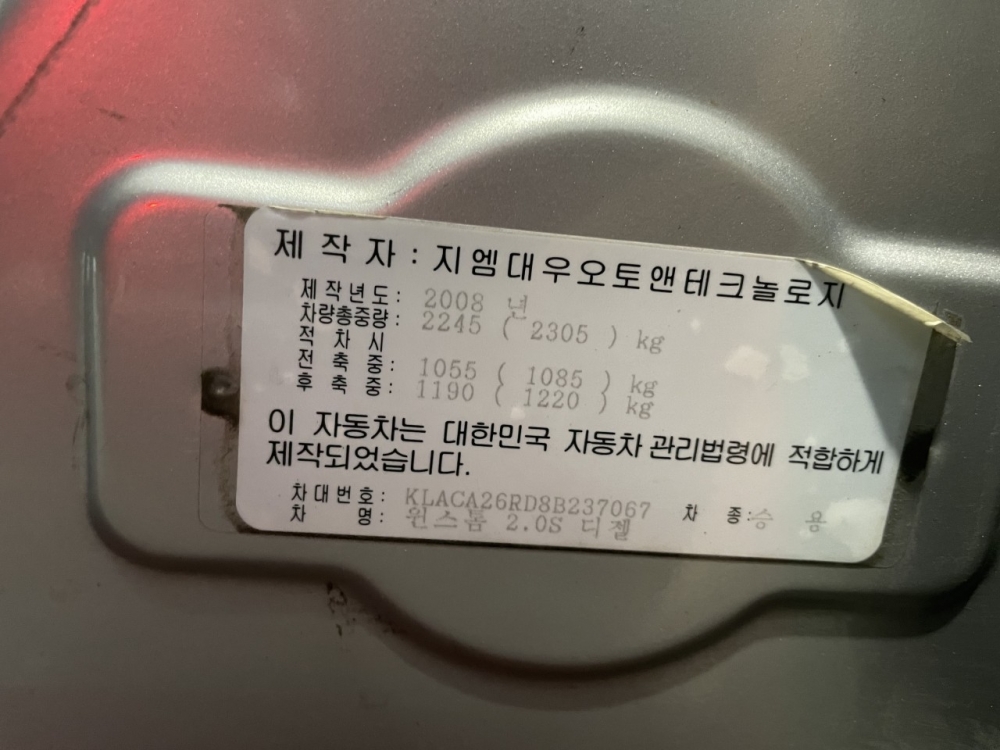 제 작 자 : 지엠대우오토앤테크놀로지
제작년도 : 2008 년
차량총중량 : 2245 ( 2305 ) kg
적 차 시
전 축 중 : 1055 ( 1085 ) kg
후 축 중 : 1190 ( 1220 ) kg
이 자동차는 대한민국 자동차 관리법령에 적합하게
제작되었습니다.
차대번호 : KLACA26RD8B237067 차 종 : 승 용
차 명 : 윈스톰 2.0S 디젤